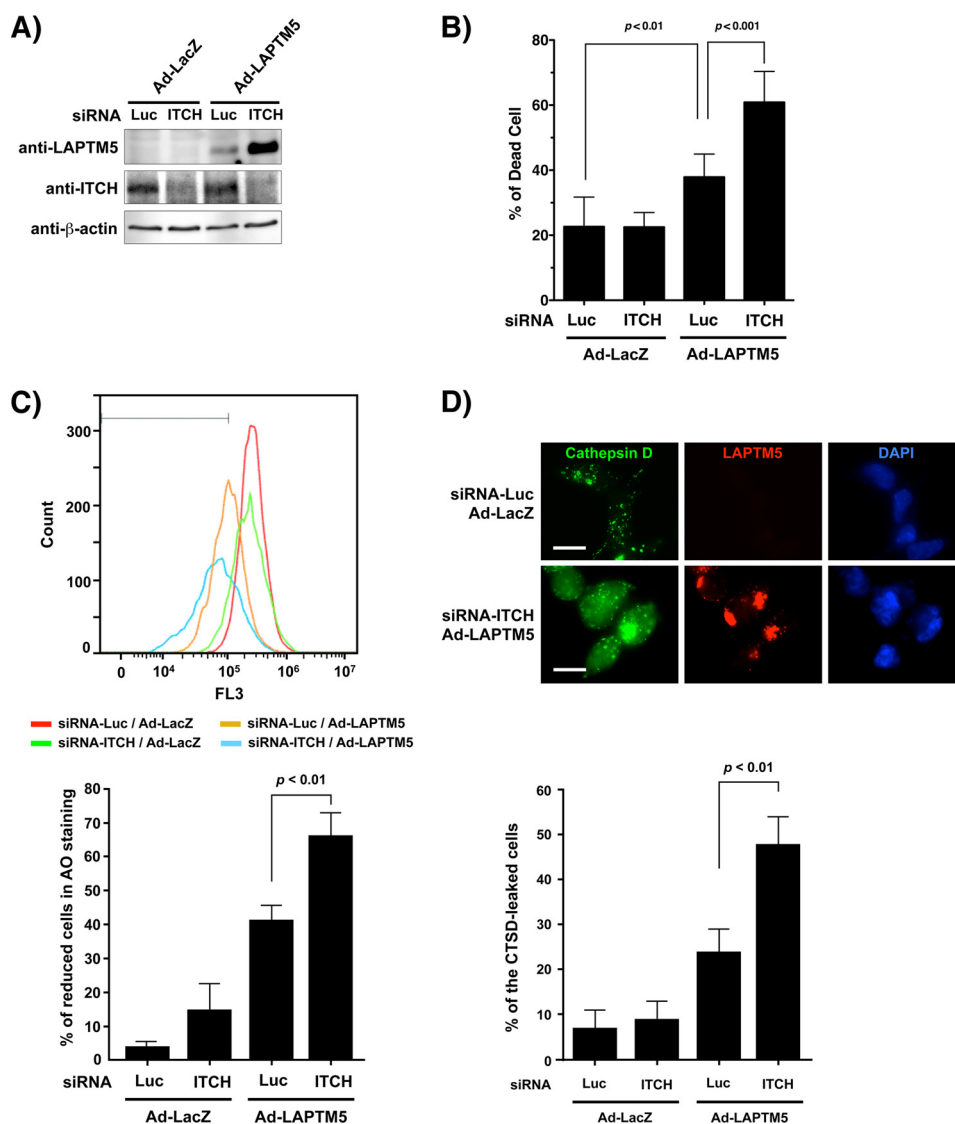 A)
Ad-LacZ
Ad-LAPTM5
siRNA Luc ITCH Luc ITCH
anti-LAPTM5
anti-ITCH
anti-β-actin
B)
p < 0.01
p < 0.001
% of Dead Cell
80
60
40
20
0
siRNA Luc ITCH Luc ITCH
Ad-LacZ Ad-LAPTM5
C)
Count
300
200
100
0
0 10⁴ 10⁵ 10⁶ 10⁷
FL3
siRNA-Luc / Ad-LacZ siRNA-Luc / Ad-LAPTM5
siRNA-ITCH / Ad-LacZ siRNA-ITCH / Ad-LAPTM5
p < 0.01
% of reduced cells in AO staining
80
70
60
50
40
30
20
10
0
siRNA Luc ITCH Luc ITCH
Ad-LacZ Ad-LAPTM5
D)
Cathepsin D LAPTM5 DAPI
siRNA-Luc
Ad-LacZ
siRNA-ITCH
Ad-LAPTM5
p < 0.01
% of the CTSD-leaked cells
60
50
40
30
20
10
0
siRNA Luc ITCH Luc ITCH
Ad-LacZ Ad-LAPTM5